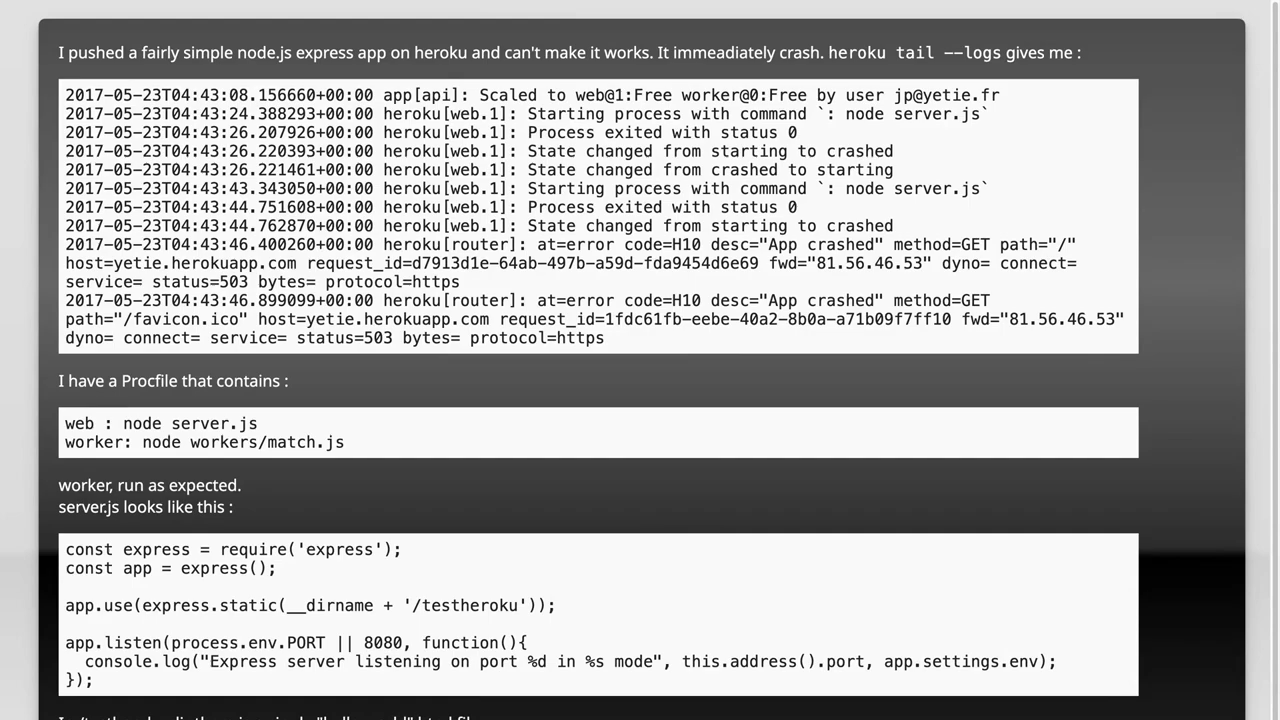 I pushed a fairly simple node.js express app on heroku and can't make it works. It immeadiately crash. heroku tail --logs gives me :
2017-05-23T04:43:08.156660+00:00 app[api]: Scaled to web@1:Free worker@0:Free by user jp@yetie.fr
2017-05-23T04:43:24.388293+00:00 heroku[web.1]: Starting process with command `: node server.js`
2017-05-23T04:43:26.207926+00:00 heroku[web.1]: Process exited with status 0
2017-05-23T04:43:26.220393+00:00 heroku[web.1]: State changed from starting to crashed
2017-05-23T04:43:26.221461+00:00 heroku[web.1]: State changed from crashed to starting
2017-05-23T04:43:43.343050+00:00 heroku[web.1]: Starting process with command `: node server.js`
2017-05-23T04:43:44.751608+00:00 heroku[web.1]: Process exited with status 0
2017-05-23T04:43:44.762870+00:00 heroku[web.1]: State changed from starting to crashed
2017-05-23T04:43:46.400260+00:00 heroku[router]: at=error code=H10 desc="App crashed" method=GET path="/"
host=yetie.herokuapp.com request_id=d7913d1e-64ab-497b-a59d-fda9454d6e69 fwd="81.56.46.53" dyno= connect=
service= status=503 bytes= protocol=https
2017-05-23T04:43:46.899099+00:00 heroku[router]: at=error code=H10 desc="App crashed" method=GET
path="/favicon.ico" host=yetie.herokuapp.com request_id=1fdc61fb-eebe-40a2-8b0a-a71b09f7ff10 fwd="81.56.46.53"
dyno= connect= service= status=503 bytes= protocol=https
I have a Procfile that contains :
web : node server.js
worker: node workers/match.js
worker, run as expected.
server.js looks like this :
const express = require('express');
const app = express();
app.use(express.static(__dirname + '/testheroku'));
app.listen(process.env.PORT || 8080, function(){
  console.log("Express server listening on port %d in %s mode", this.address().port, app.settings.env);
});